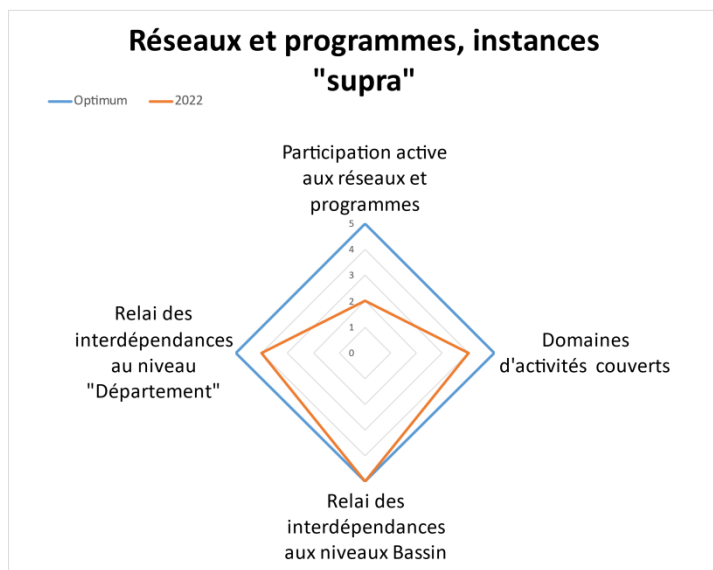 Réseaux et programmes, instances
"supra"
Optimum
2022
Participation active
aux réseaux et
programmes
5
4
3
2
1
0
Relai des
interdépendances
au niveau
"Département"
Domaines
d'activités couverts
Relai des
interdépendances
aux niveaux Bassin